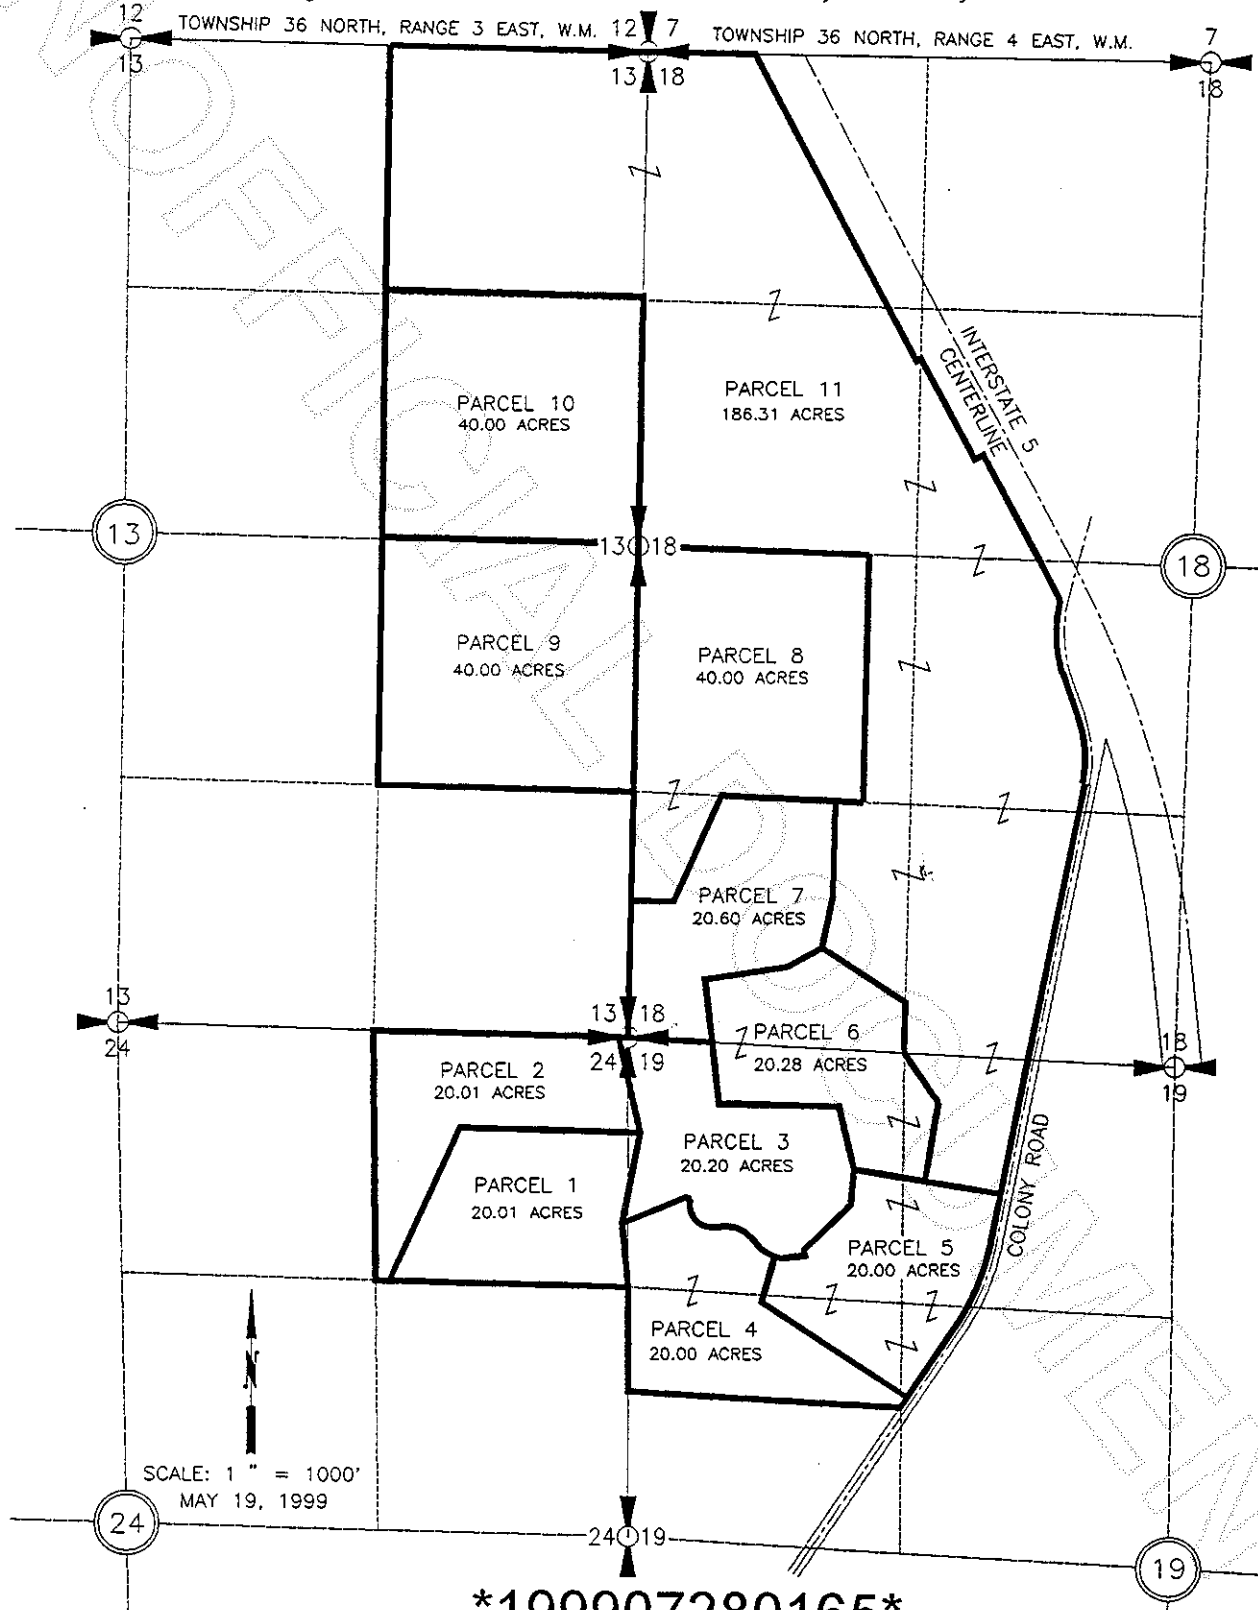 12
TOWNSHIP 36 NORTH, RANGE 3 EAST, W.M.
12 7
TOWNSHIP 36 NORTH, RANGE 4 EAST, W.M.
7
13
13 18
18
INTERSTATE 5
CENTERLINE
PARCEL 10
40.00 ACRES
PARCEL 11
186.31 ACRES
13
13 18
18
PARCEL 9
40.00 ACRES
PARCEL 8
40.00 ACRES
PARCEL 7
20.60 ACRES
13
24
13 18
24 19
PARCEL 6
20.28 ACRES
18
19
PARCEL 2
20.01 ACRES
PARCEL 3
20.20 ACRES
COLONY ROAD
PARCEL 1
20.01 ACRES
PARCEL 5
20.00 ACRES
PARCEL 4
20.00 ACRES
N
SCALE: 1 " = 1000'
MAY 19, 1999
24
24 19
19
*199907280165*
UNOFFICIAL DOCUMENT